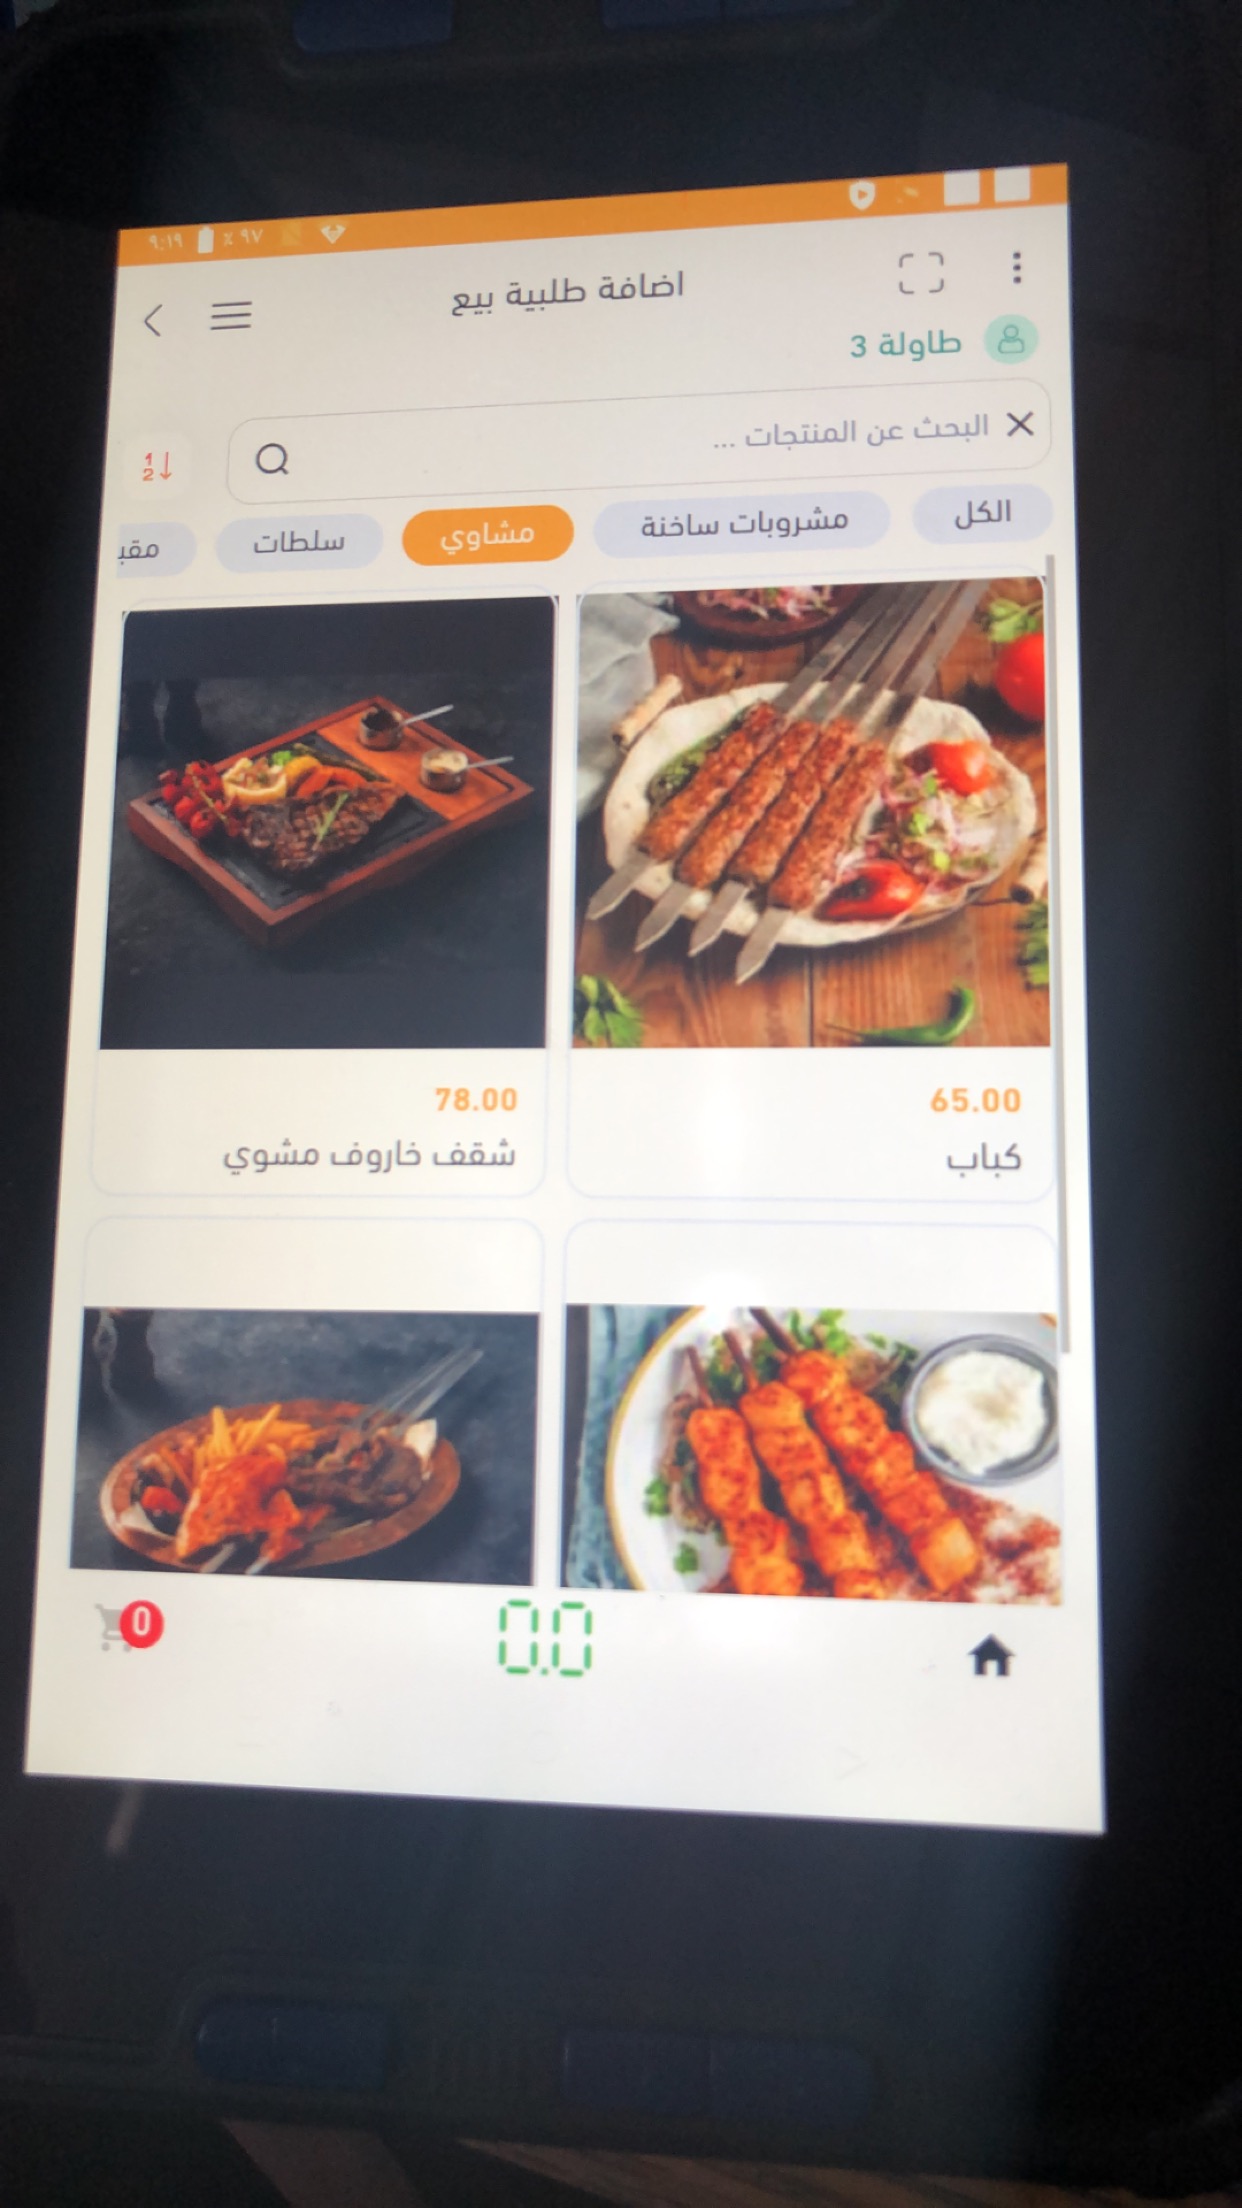 ٩:١٩ ٩٧ ٪
اضافة طلبية بيع
طاولة 3
البحث عن المنتجات ...
الكل
مشروبات ساخنة
مشاوي
سلطات
مقب
65.00
كباب
78.00
شقف خاروف مشوي
0
0.0